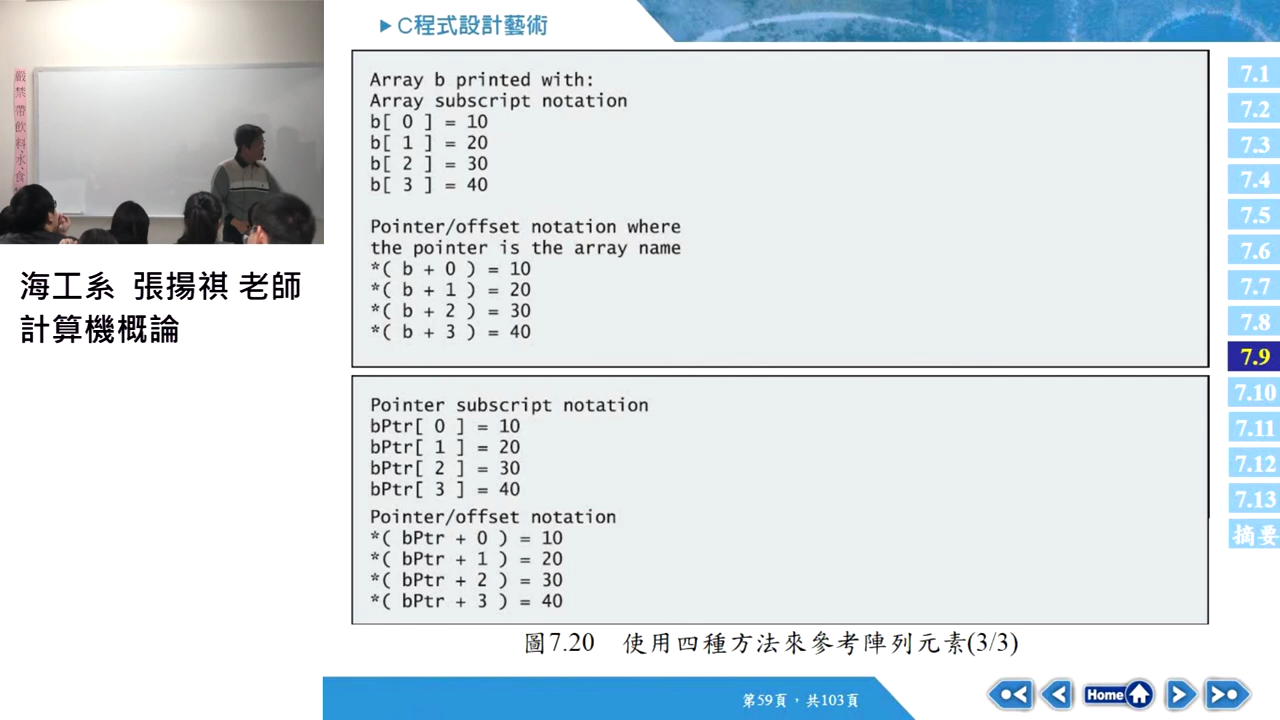 C程式設計藝術
嚴禁帶飲料、水、食
海工系 張揚祺 老師
計算機概論
Array b printed with:
Array subscript notation
b[ 0 ] = 10
b[ 1 ] = 20
b[ 2 ] = 30
b[ 3 ] = 40
Pointer/offset notation where
the pointer is the array name
*( b + 0 ) = 10
*( b + 1 ) = 20
*( b + 2 ) = 30
*( b + 3 ) = 40
Pointer subscript notation
bPtr[ 0 ] = 10
bPtr[ 1 ] = 20
bPtr[ 2 ] = 30
bPtr[ 3 ] = 40
Pointer/offset notation
*( bPtr + 0 ) = 10
*( bPtr + 1 ) = 20
*( bPtr + 2 ) = 30
*( bPtr + 3 ) = 40
圖7.20 使用四種方法來參考陣列元素(3/3)
7.1
7.2
7.3
7.4
7.5
7.6
7.7
7.8
7.9
7.10
7.11
7.12
7.13
摘要
第59頁，共103頁
Home